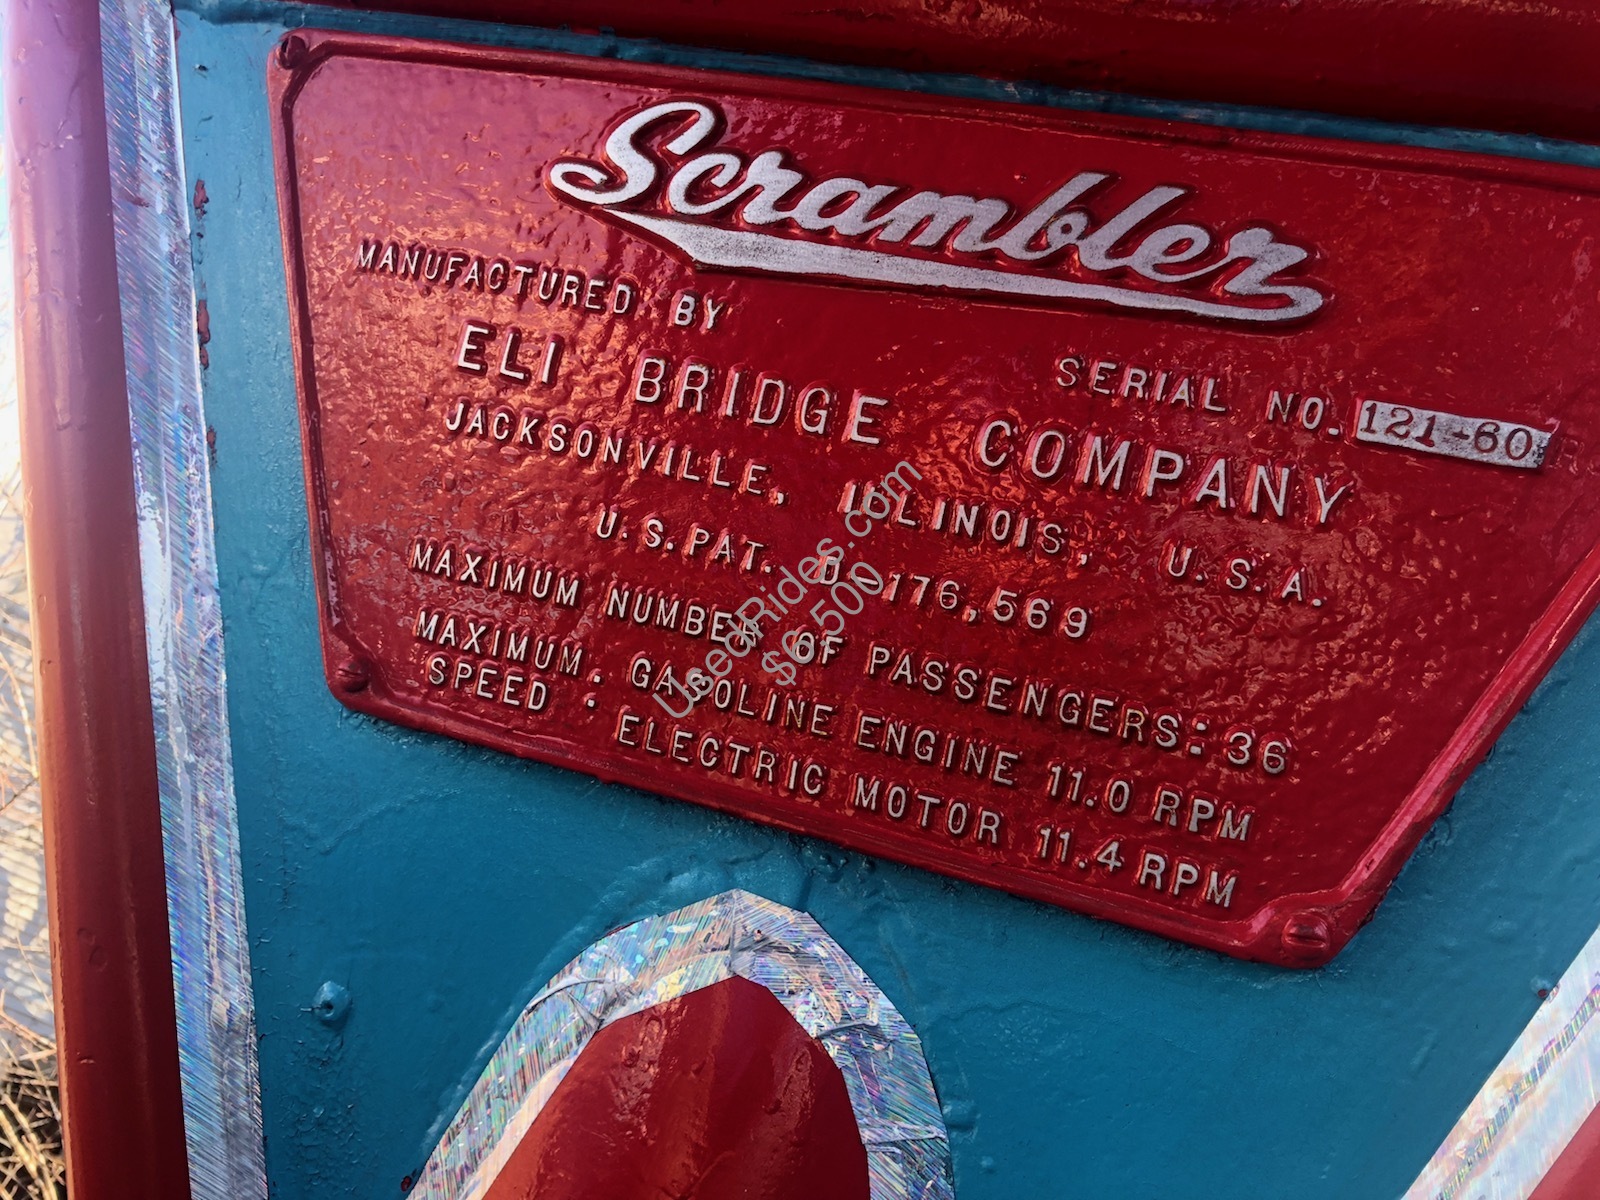 Scrambler
MANUFACTURED BY
SERIAL NO. 121-60
ELI BRIDGE COMPANY
JACKSONVILLE, ILLINOIS, U.S.A.
U.S.PAT. D-176,569
MAXIMUM NUMBER OF PASSENGERS: 36
MAXIMUM . GASOLINE ENGINE 11.0 RPM
SPEED . ELECTRIC MOTOR 11.4 RPM
UsedRides.com
$6,500